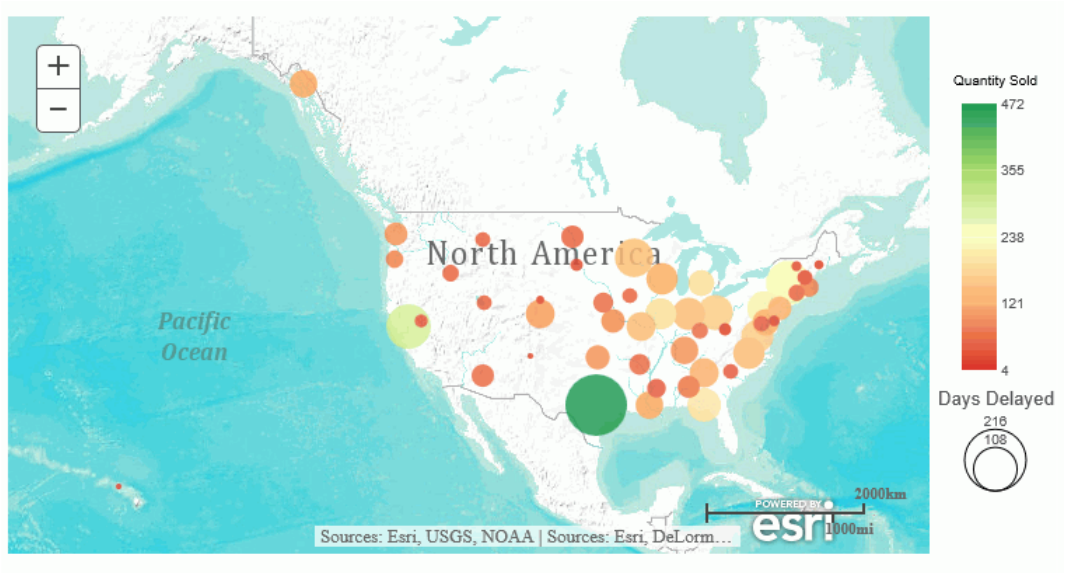 +
−
North America
Pacific
Ocean
Quantity Sold
472
355
238
121
4
Days Delayed
216
108
2000km
POWERED BY
esri
1000mi
Sources: Esri, USGS, NOAA | Sources: Esri, DeLorm...